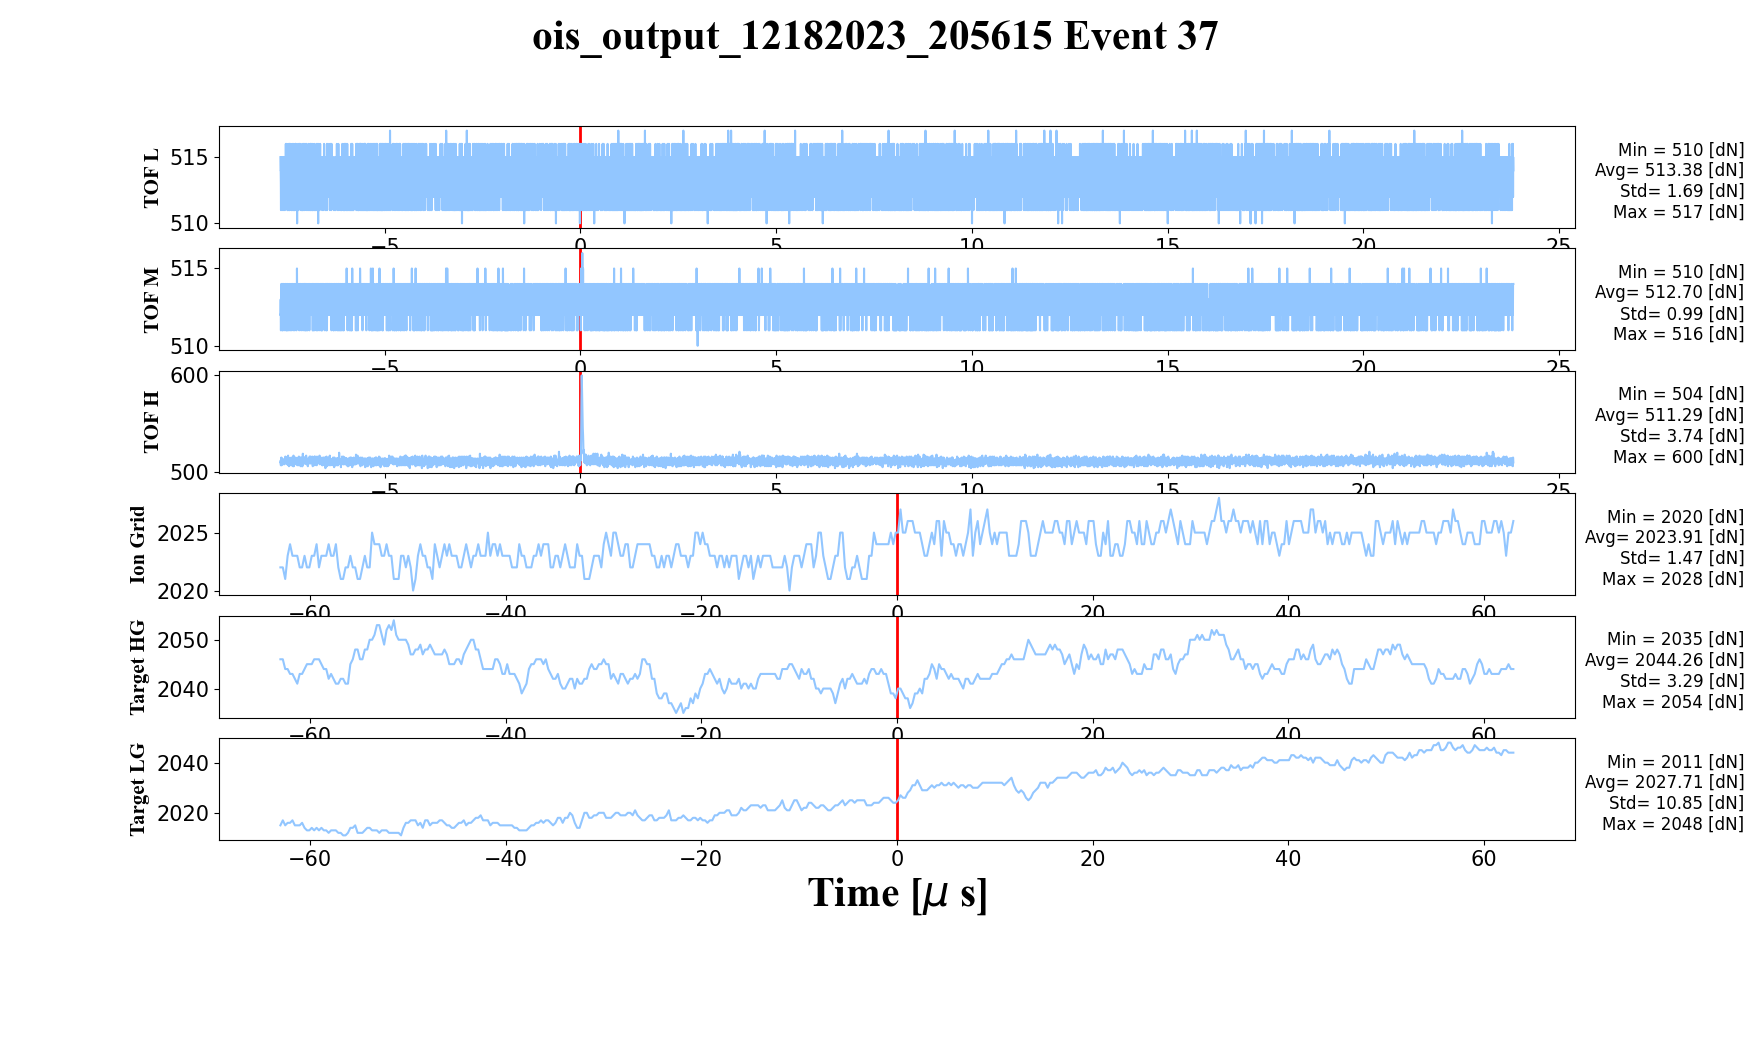 ois_output_12182023_205615 Event 37
TOF L
515
510
−5 0 5 10 15 20 25
Min = 510 [dN]
Avg= 513.38 [dN]
Std= 1.69 [dN]
Max = 517 [dN]
TOF M
515
510
−5 0 5 10 15 20 25
Min = 510 [dN]
Avg= 512.70 [dN]
Std= 0.99 [dN]
Max = 516 [dN]
TOF H
600
500
−5 0 5 10 15 20 25
Min = 504 [dN]
Avg= 511.29 [dN]
Std= 3.74 [dN]
Max = 600 [dN]
Ion Grid
2025
2020
−60 −40 −20 0 20 40 60
Min = 2020 [dN]
Avg= 2023.91 [dN]
Std= 1.47 [dN]
Max = 2028 [dN]
Target HG
2050
2040
−60 −40 −20 0 20 40 60
Min = 2035 [dN]
Avg= 2044.26 [dN]
Std= 3.29 [dN]
Max = 2054 [dN]
Target LG
2040
2020
−60 −40 −20 0 20 40 60
Min = 2011 [dN]
Avg= 2027.71 [dN]
Std= 10.85 [dN]
Max = 2048 [dN]
Time [μ s]